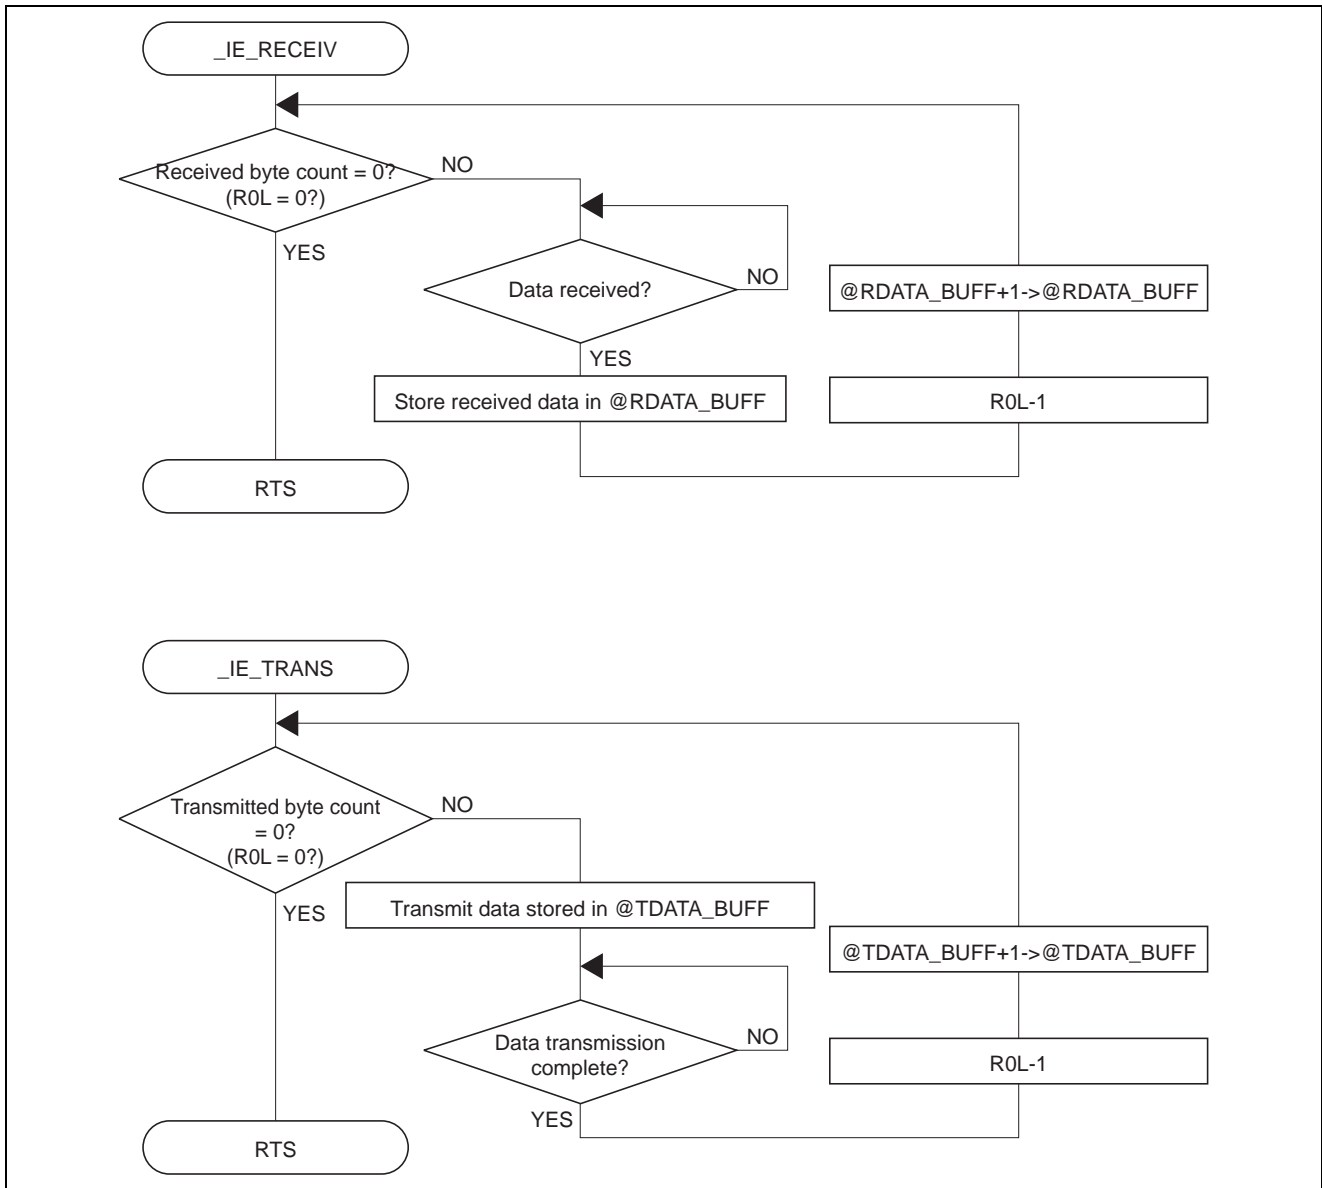 _IE_RECEIV
Received byte count = 0?
(R0L = 0?)
NO
YES
Data received?
NO
YES
Store received data in @RDATA_BUFF
@RDATA_BUFF+1->@RDATA_BUFF
R0L-1
RTS
_IE_TRANS
Transmitted byte count
= 0?
(R0L = 0?)
NO
YES
Transmit data stored in @TDATA_BUFF
Data transmission
complete?
NO
YES
@TDATA_BUFF+1->@TDATA_BUFF
R0L-1
RTS